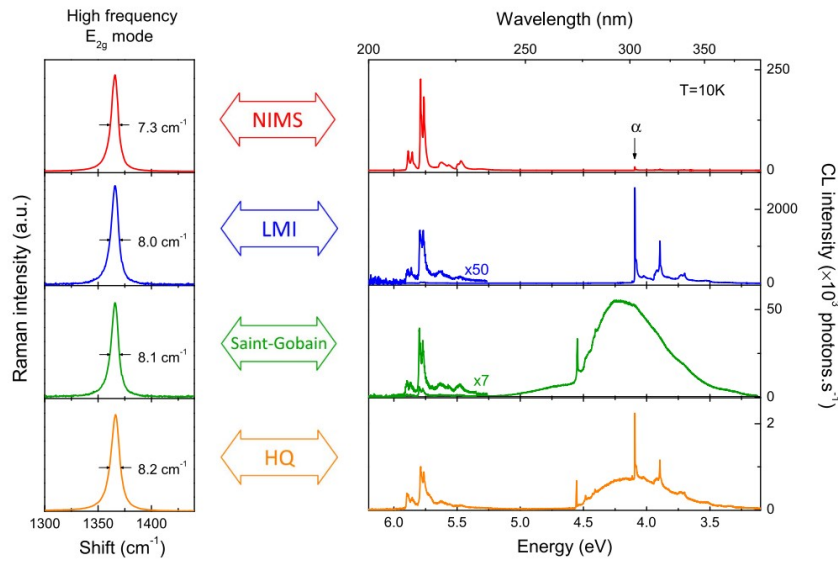 High frequency
E2g mode
Wavelength (nm)
200 250 300 350
7.3 cm-1
NIMS
T=10K
α
250
0
8.0 cm-1
LMI
x50
2000
0
8.1 cm-1
Saint-Gobain
x7
50
0
8.2 cm-1
HQ
2
0
Raman intensity (a.u.)
CL intensity (×10³ photons.s-1)
1300 1350 1400
Shift (cm-1)
6.0 5.5 5.0 4.5 4.0 3.5
Energy (eV)